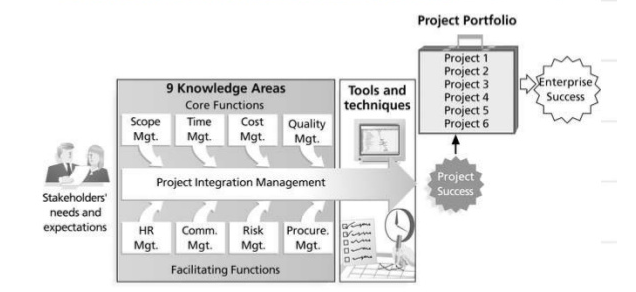 Project Portfolio
Project 1
Project 2
Project 3
Project 4
Project 5
Project 6
Enterprise
Success
9 Knowledge Areas
Core Functions
Tools and
techniques
Scope
Mgt.
Time
Mgt.
Cost
Mgt.
Quality
Mgt.
Project Integration Management
Project
Success
Stakeholders'
needs and
expectations
HR
Mgt.
Comm.
Mgt.
Risk
Mgt.
Procure.
Mgt.
Facilitating Functions